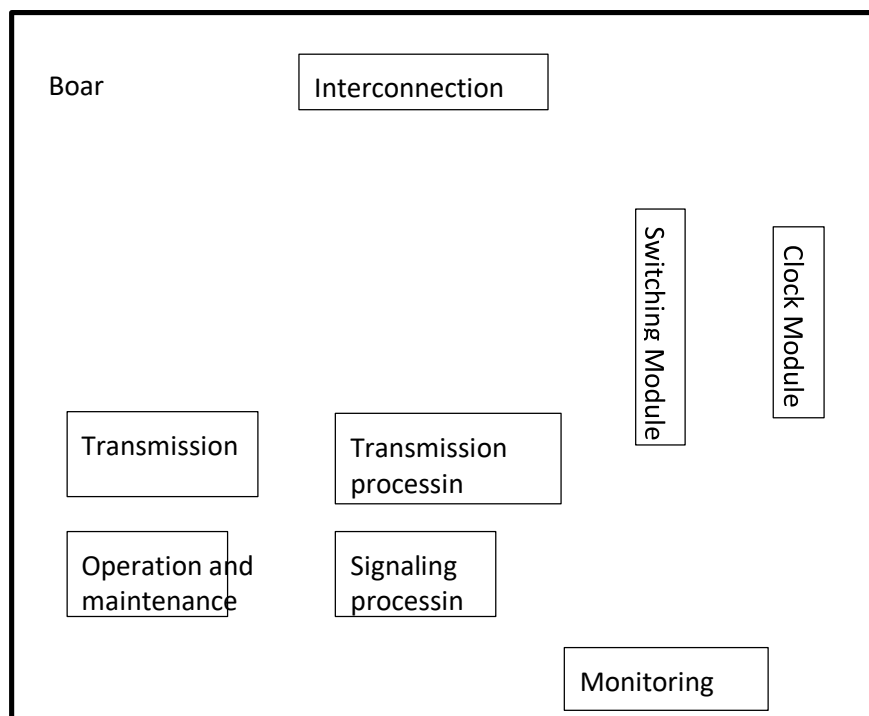 Boar
Interconnection
Switching Module
Clock Module
Transmission
Transmission
processin
Operation and
maintenance
Signaling
processin
Monitoring